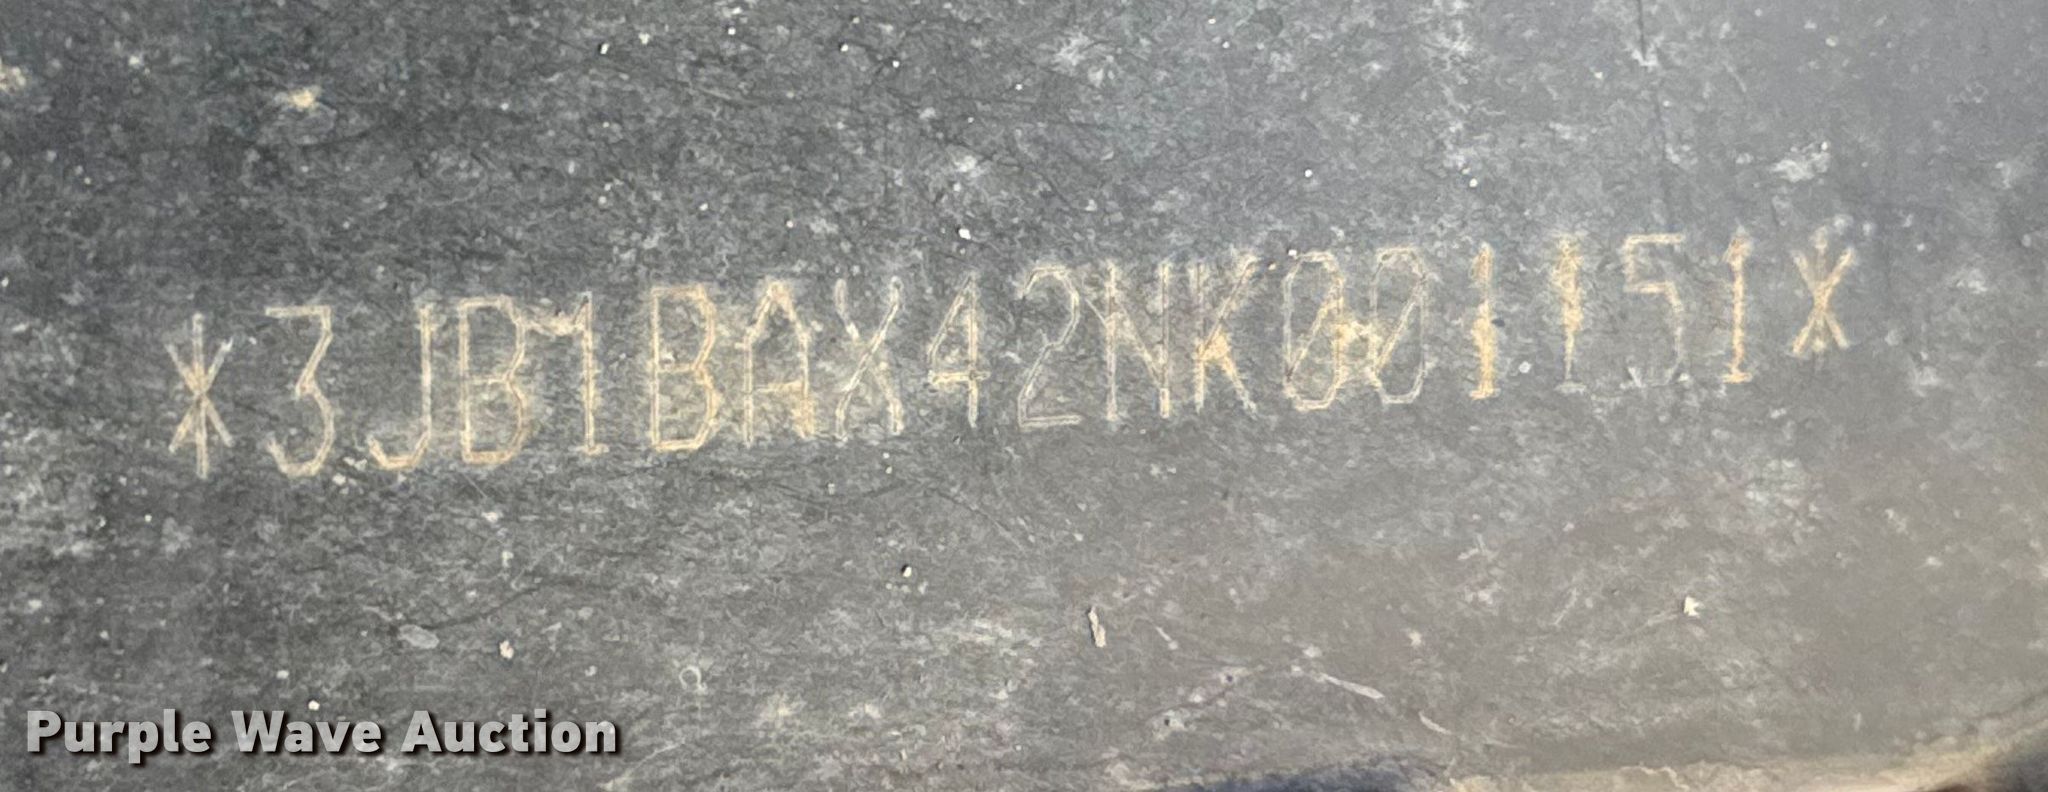 *3JB1BAX42NK001151*
Purple Wave Auction